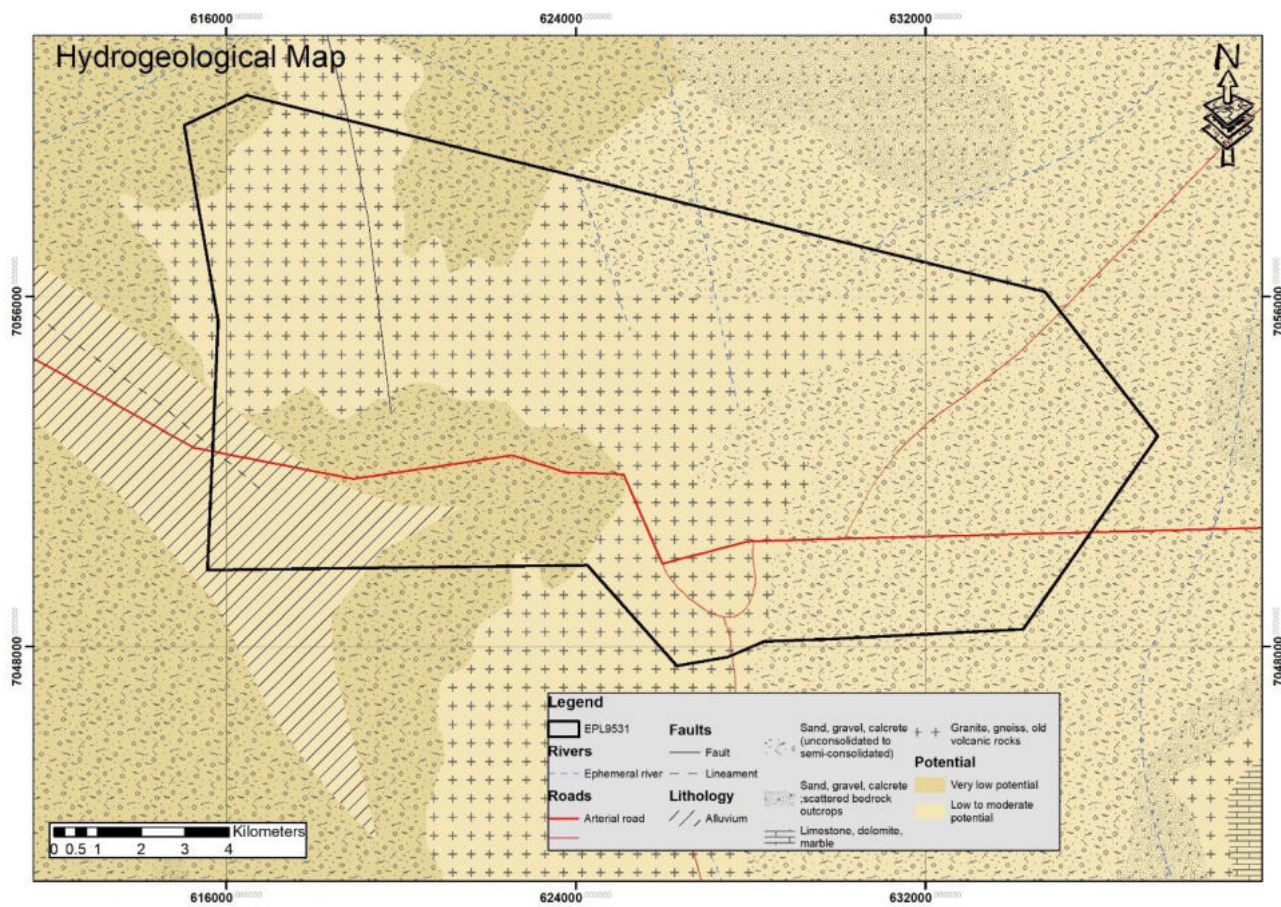 616000
624000
632000
Hydrogeological Map
N
7056000
7056000
7048000
7048000
Legend
EPL9531
Rivers
Ephemeral river
Roads
Arterial road
Faults
Fault
Lineament
Lithology
Alluvium
Sand, gravel, calcrete
(unconsolidated to
semi-consolidated)
Sand, gravel, calcrete
;scattered bedrock
outcrops
Limestone, dolomite,
marble
Granite, gneiss, old
volcanic rocks
Potential
Very low potential
Low to moderate
potential
Kilometers
0 0.5 1 2 3 4
616000
624000
632000